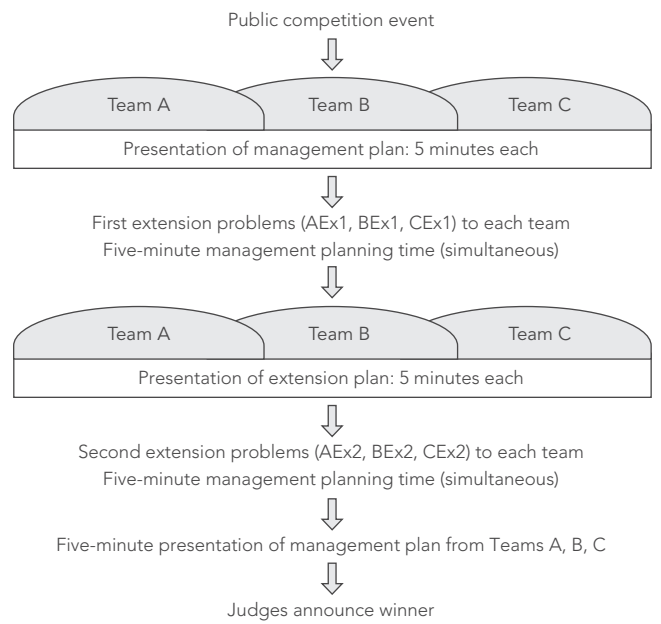 Public competition event
Team A Team B Team C
Presentation of management plan: 5 minutes each
First extension problems (AEx1, BEx1, CEx1) to each team
Five-minute management planning time (simultaneous)
Team A Team B Team C
Presentation of extension plan: 5 minutes each
Second extension problems (AEx2, BEx2, CEx2) to each team
Five-minute management planning time (simultaneous)
Five-minute presentation of management plan from Teams A, B, C
Judges announce winner